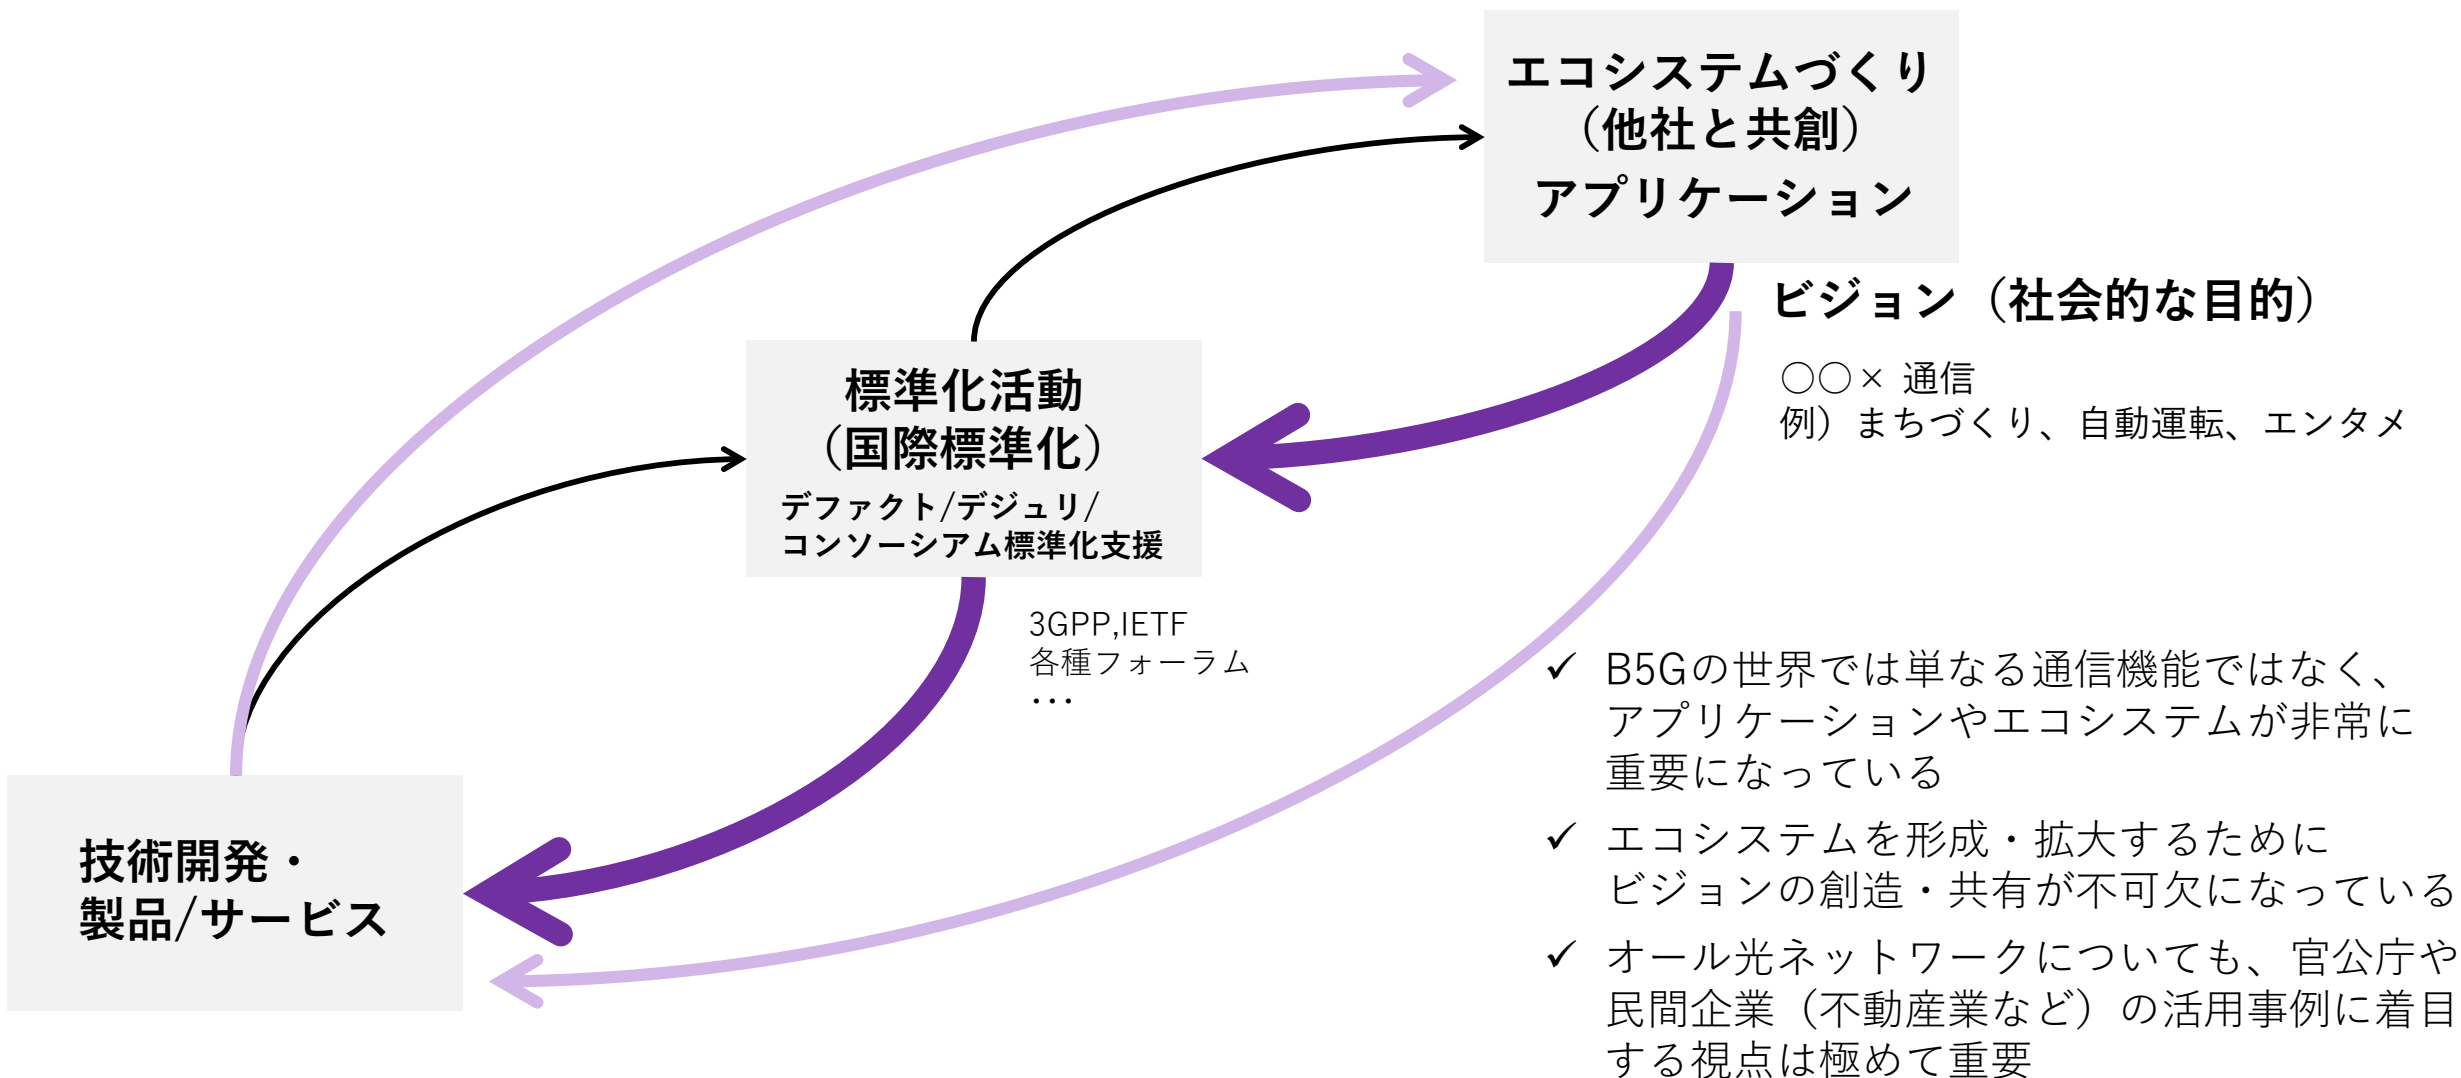 エコシステムづくり
（他社と共創）
アプリケーション
ビジョン（社会的な目的）
○○× 通信
例）まちづくり、自動運転、エンタメ
標準化活動
（国際標準化）
デファクト/デジュリ/
コンソーシアム標準化支援
3GPP,IETF
各種フォーラム
･･･
技術開発・
製品/サービス
✓ B5Gの世界では単なる通信機能ではなく、
アプリケーションやエコシステムが非常に
重要になっている
✓ エコシステムを形成・拡大するために
ビジョンの創造・共有が不可欠になっている
✓ オール光ネットワークについても、官公庁や
民間企業（不動産業など）の活用事例に着目
する視点は極めて重要